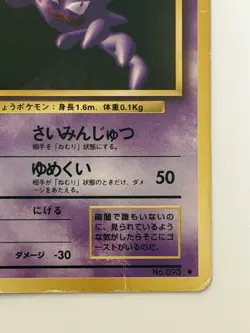 ょうポケモン：身長1.6m、体重0.1Kg
さいみんじゅつ
相手を「ねむり」状態にする。
ゆめくい
相手が「ねむり」状態のときだけ、ダメ
ージをあたえる。
にげる
ダメージ -30
暗闇で誰もいないの
に、見られているよう
な気がしたらそこにゴ
ーストがいるのだ。
No.093 ◆